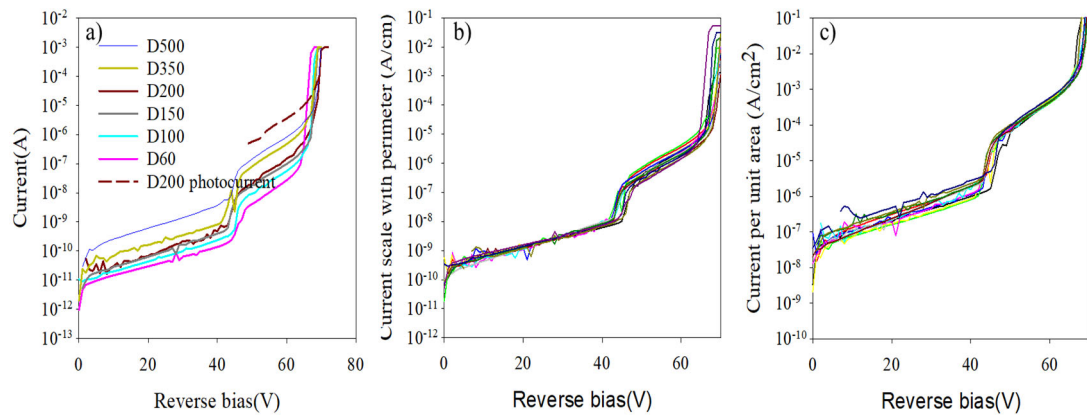 a)
D500
D350
D200
D150
D100
D60
D200 photocurrent
Current(A)
10-2
10-3
10-4
10-5
10-6
10-7
10-8
10-9
10-10
10-11
10-12
10-13
0 20 40 60 80
Reverse bias(V)
b)
Current scale with perimeter (A/cm)
10-1
10-2
10-3
10-4
10-5
10-6
10-7
10-8
10-9
10-10
10-11
10-12
0 20 40 60
Reverse bias(V)
c)
Current per unit area (A/cm2)
10-1
10-2
10-3
10-4
10-5
10-6
10-7
10-8
10-9
10-10
0 20 40 60
Reverse bias(V)